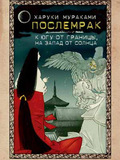 ХАРУКИ МУРАКАМИ
ПОСЛЕМРАК
К ЮГУ ОТ ГРАНИЦЫ,
НА ЗАПАД ОТ СОЛНЦА